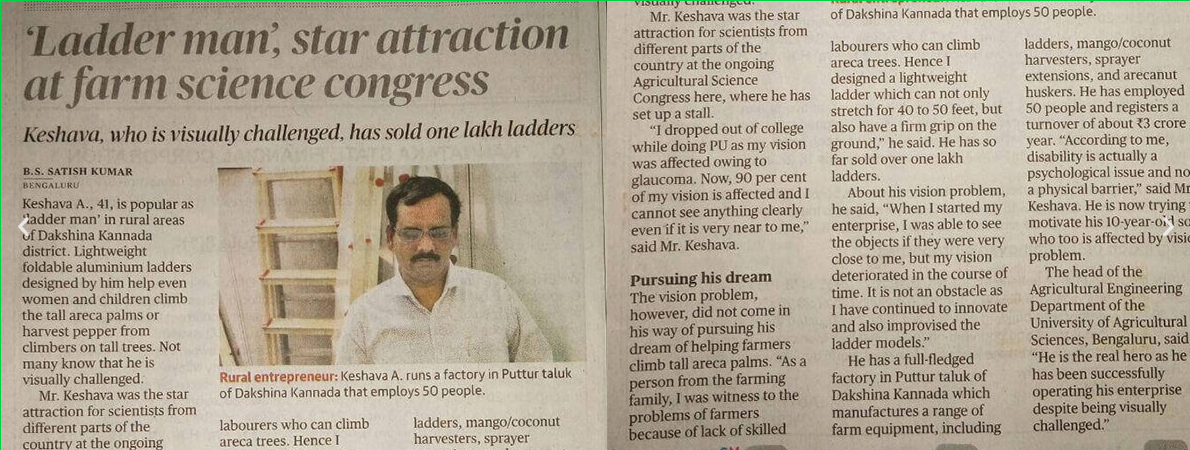 ‘Ladder man’, star attraction
at farm science congress
Keshava, who is visually challenged, has sold one lakh ladders
B.S. SATISH KUMAR
BENGALURU
Keshava A., 41, is popular as
‘ladder man’ in rural areas
of Dakshina Kannada
district. Lightweight
foldable aluminium ladders
designed by him help even
women and children climb
the tall areca palms or
harvest pepper from
climbers on tall trees. Not
many know that he is
visually challenged.
Mr. Keshava was the star
attraction for scientists from
different parts of the
country at the ongoing
Rural entrepreneur: Keshava A. runs a factory in Puttur taluk
of Dakshina Kannada that employs 50 people.
labourers who can climb
areca trees. Hence I
ladders, mango/coconut
harvesters, sprayer
visually challenged.
Mr. Keshava was the star
attraction for scientists from
different parts of the
country at the ongoing
Agricultural Science
Congress here, where he has
set up a stall.
“I dropped out of college
while doing PU as my vision
was affected owing to
glaucoma. Now, 90 per cent
of my vision is affected and I
cannot see anything clearly
even if it is very near to me,”
said Mr. Keshava.
Pursuing his dream
The vision problem,
however, did not come in
his way of pursuing his
dream of helping farmers
climb tall areca palms. “As a
person from the farming
family, I was witness to the
problems of farmers
because of lack of skilled
of Dakshina Kannada that employs 50 people.
labourers who can climb
areca trees. Hence I
designed a lightweight
ladder which can not only
stretch for 40 to 50 feet, but
also have a firm grip on the
ground,” he said. He has so
far sold over one lakh
ladders.
About his vision problem,
he said, “When I started my
enterprise, I was able to see
the objects if they were very
close to me, but my vision
deteriorated in the course of
time. It is not an obstacle as
I have continued to innovate
and also improvised the
ladder models.”
He has a full-fledged
factory in Puttur taluk of
Dakshina Kannada which
manufactures a range of
farm equipment, including
ladders, mango/coconut
harvesters, sprayer
extensions, and arecanut
huskers. He has employed
50 people and registers a
turnover of about ₹3 crore
year. “According to me,
disability is actually a
psychological issue and no
a physical barrier,” said Mr
Keshava. He is now trying
motivate his 10-year-old so
who too is affected by visio
problem.
The head of the
Agricultural Engineering
Department of the
University of Agricultural
Sciences, Bengaluru, said
“He is the real hero as he
has been successfully
operating his enterprise
despite being visually
challenged.”